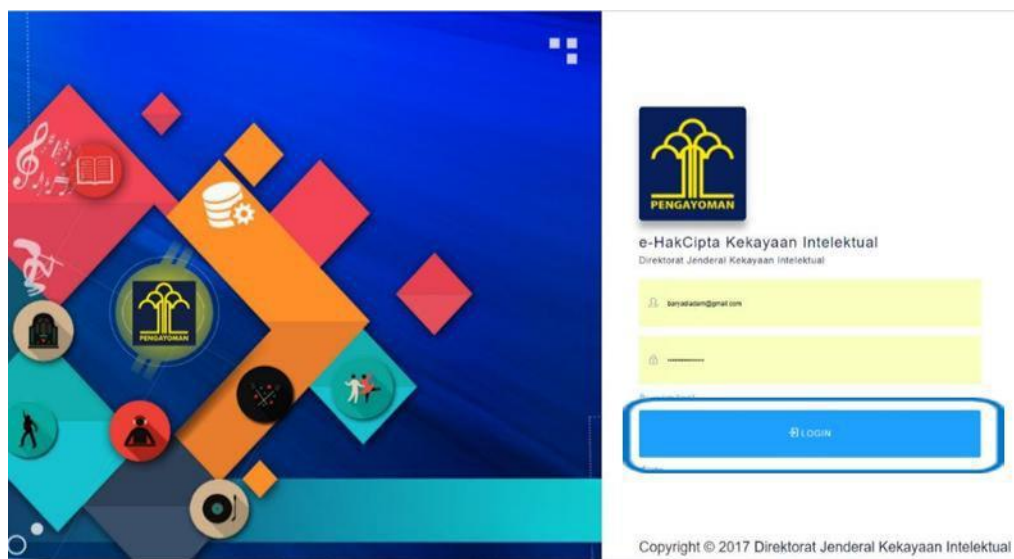 PENGAYOMAN
PENGAYOMAN
e-HakCipta Kekayaan Intelektual
Direktorat Jenderal Kekayaan Intelektual
LOGIN
Copyright © 2017 Direktorat Jenderal Kekayaan Intelektual